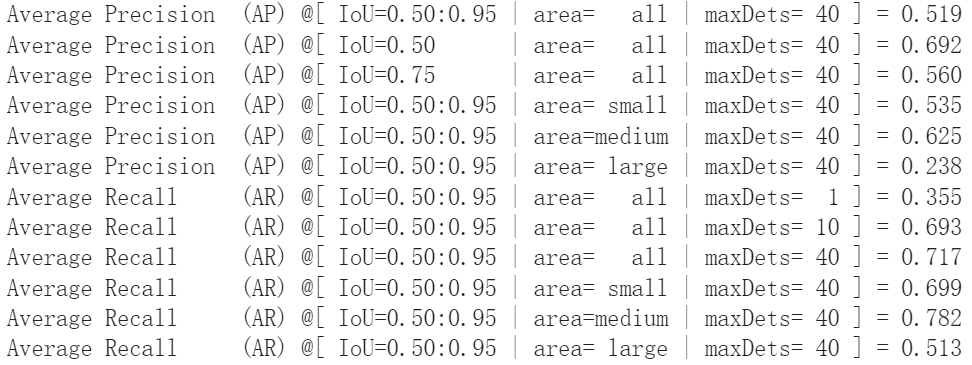 Average Precision  (AP) @[ IoU=0.50:0.95 | area=   all | maxDets= 40 ] = 0.519
Average Precision  (AP) @[ IoU=0.50      | area=   all | maxDets= 40 ] = 0.692
Average Precision  (AP) @[ IoU=0.75      | area=   all | maxDets= 40 ] = 0.560
Average Precision  (AP) @[ IoU=0.50:0.95 | area= small | maxDets= 40 ] = 0.535
Average Precision  (AP) @[ IoU=0.50:0.95 | area=medium | maxDets= 40 ] = 0.625
Average Precision  (AP) @[ IoU=0.50:0.95 | area= large | maxDets= 40 ] = 0.238
Average Recall     (AR) @[ IoU=0.50:0.95 | area=   all | maxDets=  1 ] = 0.355
Average Recall     (AR) @[ IoU=0.50:0.95 | area=   all | maxDets= 10 ] = 0.693
Average Recall     (AR) @[ IoU=0.50:0.95 | area=   all | maxDets= 40 ] = 0.717
Average Recall     (AR) @[ IoU=0.50:0.95 | area= small | maxDets= 40 ] = 0.699
Average Recall     (AR) @[ IoU=0.50:0.95 | area=medium | maxDets= 40 ] = 0.782
Average Recall     (AR) @[ IoU=0.50:0.95 | area= large | maxDets= 40 ] = 0.513